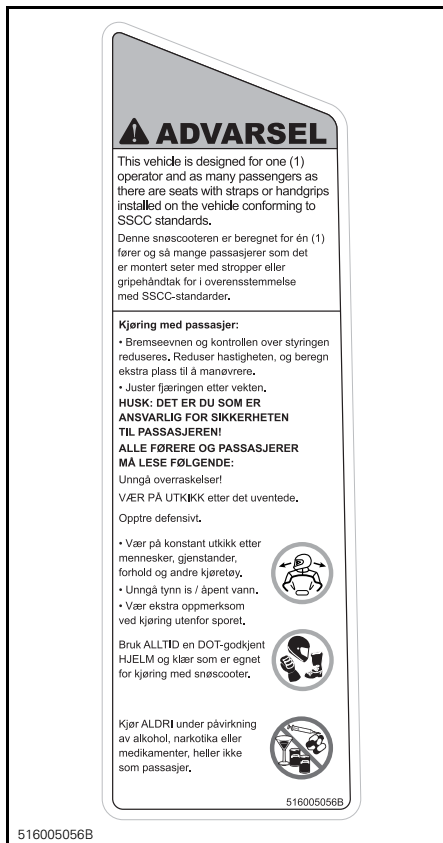 ADVARSEL
This vehicle is designed for one (1)
operator and as many passengers as
there are seats with straps or handgrips
installed on the vehicle conforming to
SSCC standards.
Denne snøscooteren er beregnet for én (1)
fører og så mange passasjerer som det
er montert seter med stropper eller
gripehåndtak for i overensstemmelse
med SSCC-standarder.
Kjøring med passasjer:
• Bremseevnen og kontrollen over styringen
reduseres. Reduser hastigheten, og beregn
ekstra plass til å manøvrere.
• Juster fjæringen etter vekten.
HUSK: DET ER DU SOM ER
ANSVARLIG FOR SIKKERHETEN
TIL PASSASJEREN!
ALLE FØRERE OG PASSASJERER
MÅ LESE FØLGENDE:
Unngå overraskelser!
VÆR PÅ UTKIKK etter det uventede.
Opptre defensivt.
• Vær på konstant utkikk etter
mennesker, gjenstander,
forhold og andre kjøretøy.
• Unngå tynn is / åpent vann.
• Vær ekstra oppmerksom
ved kjøring utenfor sporet.
Bruk ALLTID en DOT-godkjent
HJELM og klær som er egnet
for kjøring med snøscooter.
Kjør ALDRI under påvirkning
av alkohol, narkotika eller
medikamenter, heller ikke
som passasjer.
516005056B
516005056B